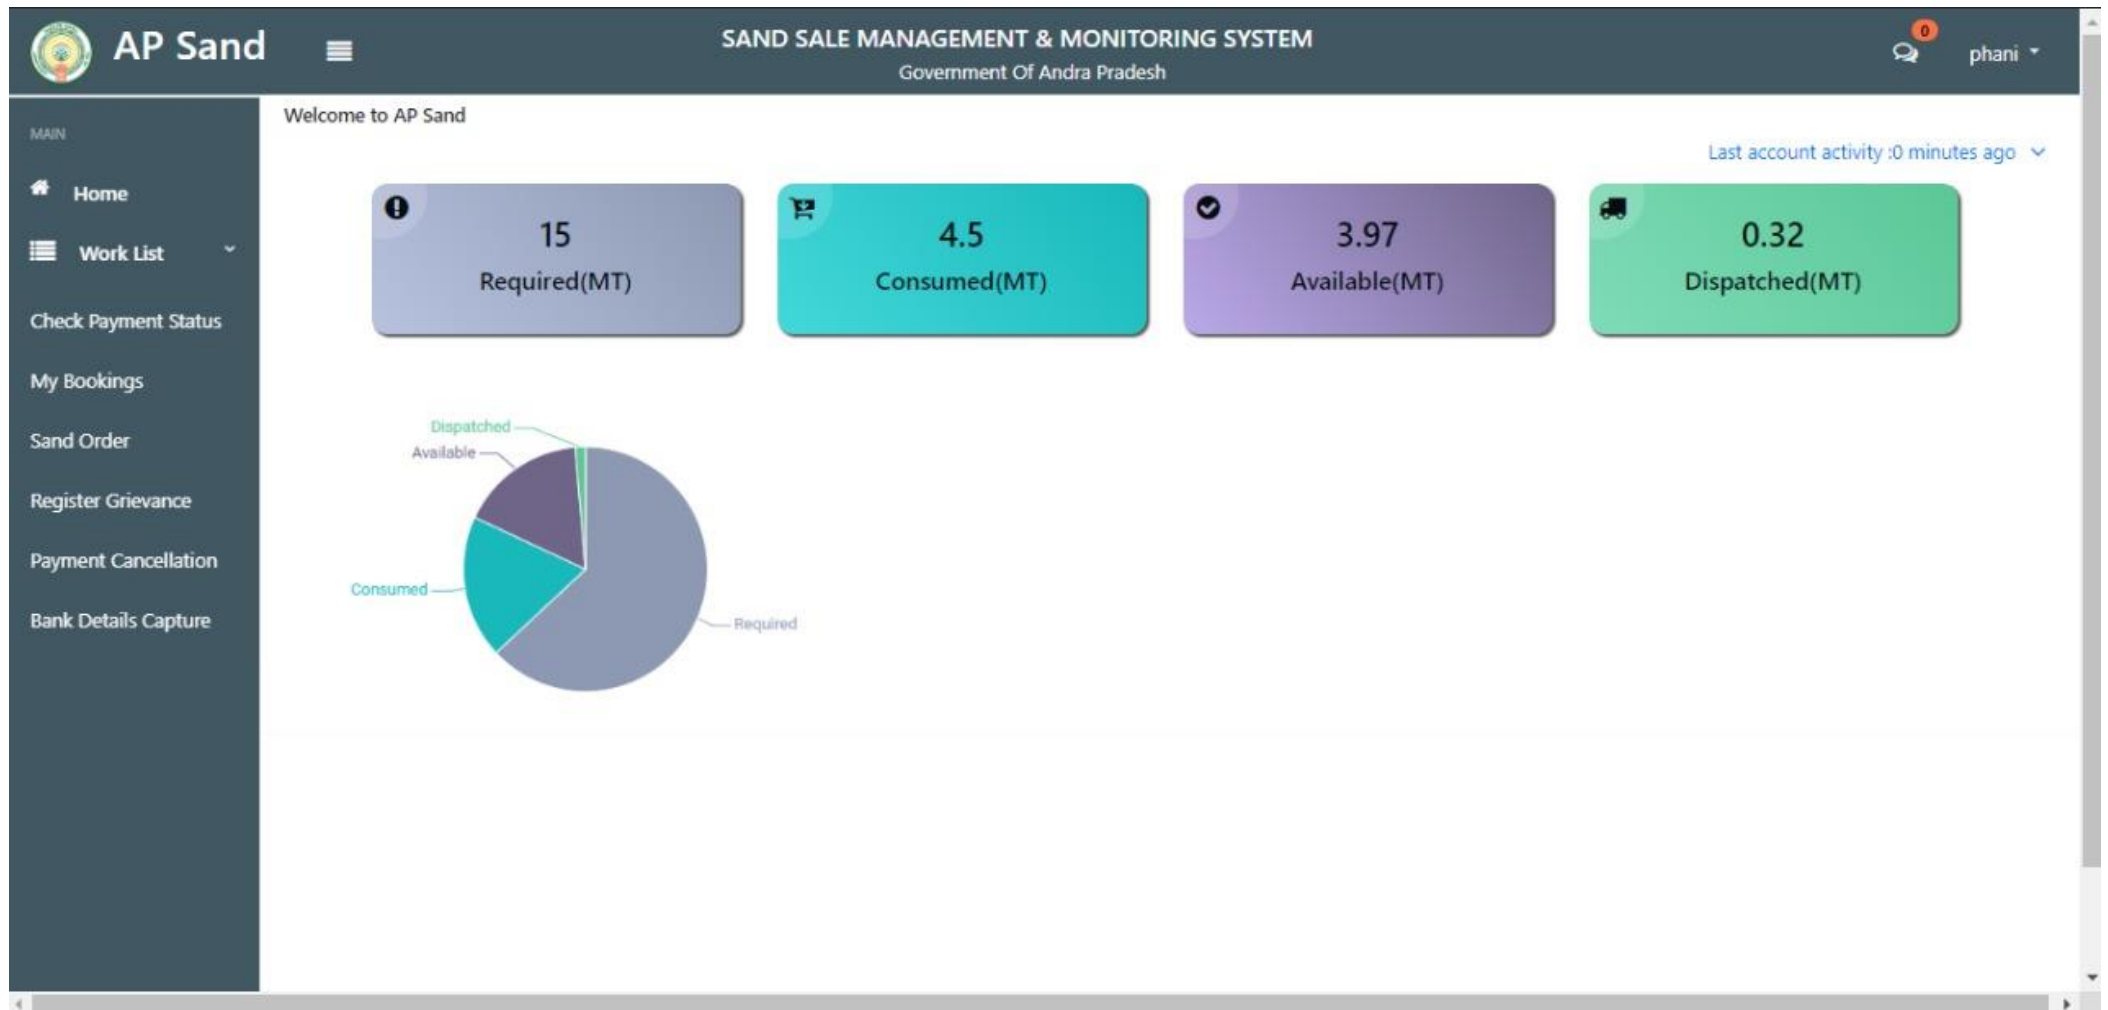 AP Sand
SAND SALE MANAGEMENT & MONITORING SYSTEM
Government Of Andra Pradesh
0
phani
MAIN
Home
Work List
Check Payment Status
My Bookings
Sand Order
Register Grievance
Payment Cancellation
Bank Details Capture
Welcome to AP Sand
Last account activity :0 minutes ago
15
Required(MT)
4.5
Consumed(MT)
3.97
Available(MT)
0.32
Dispatched(MT)
Dispatched
Available
Consumed
Required